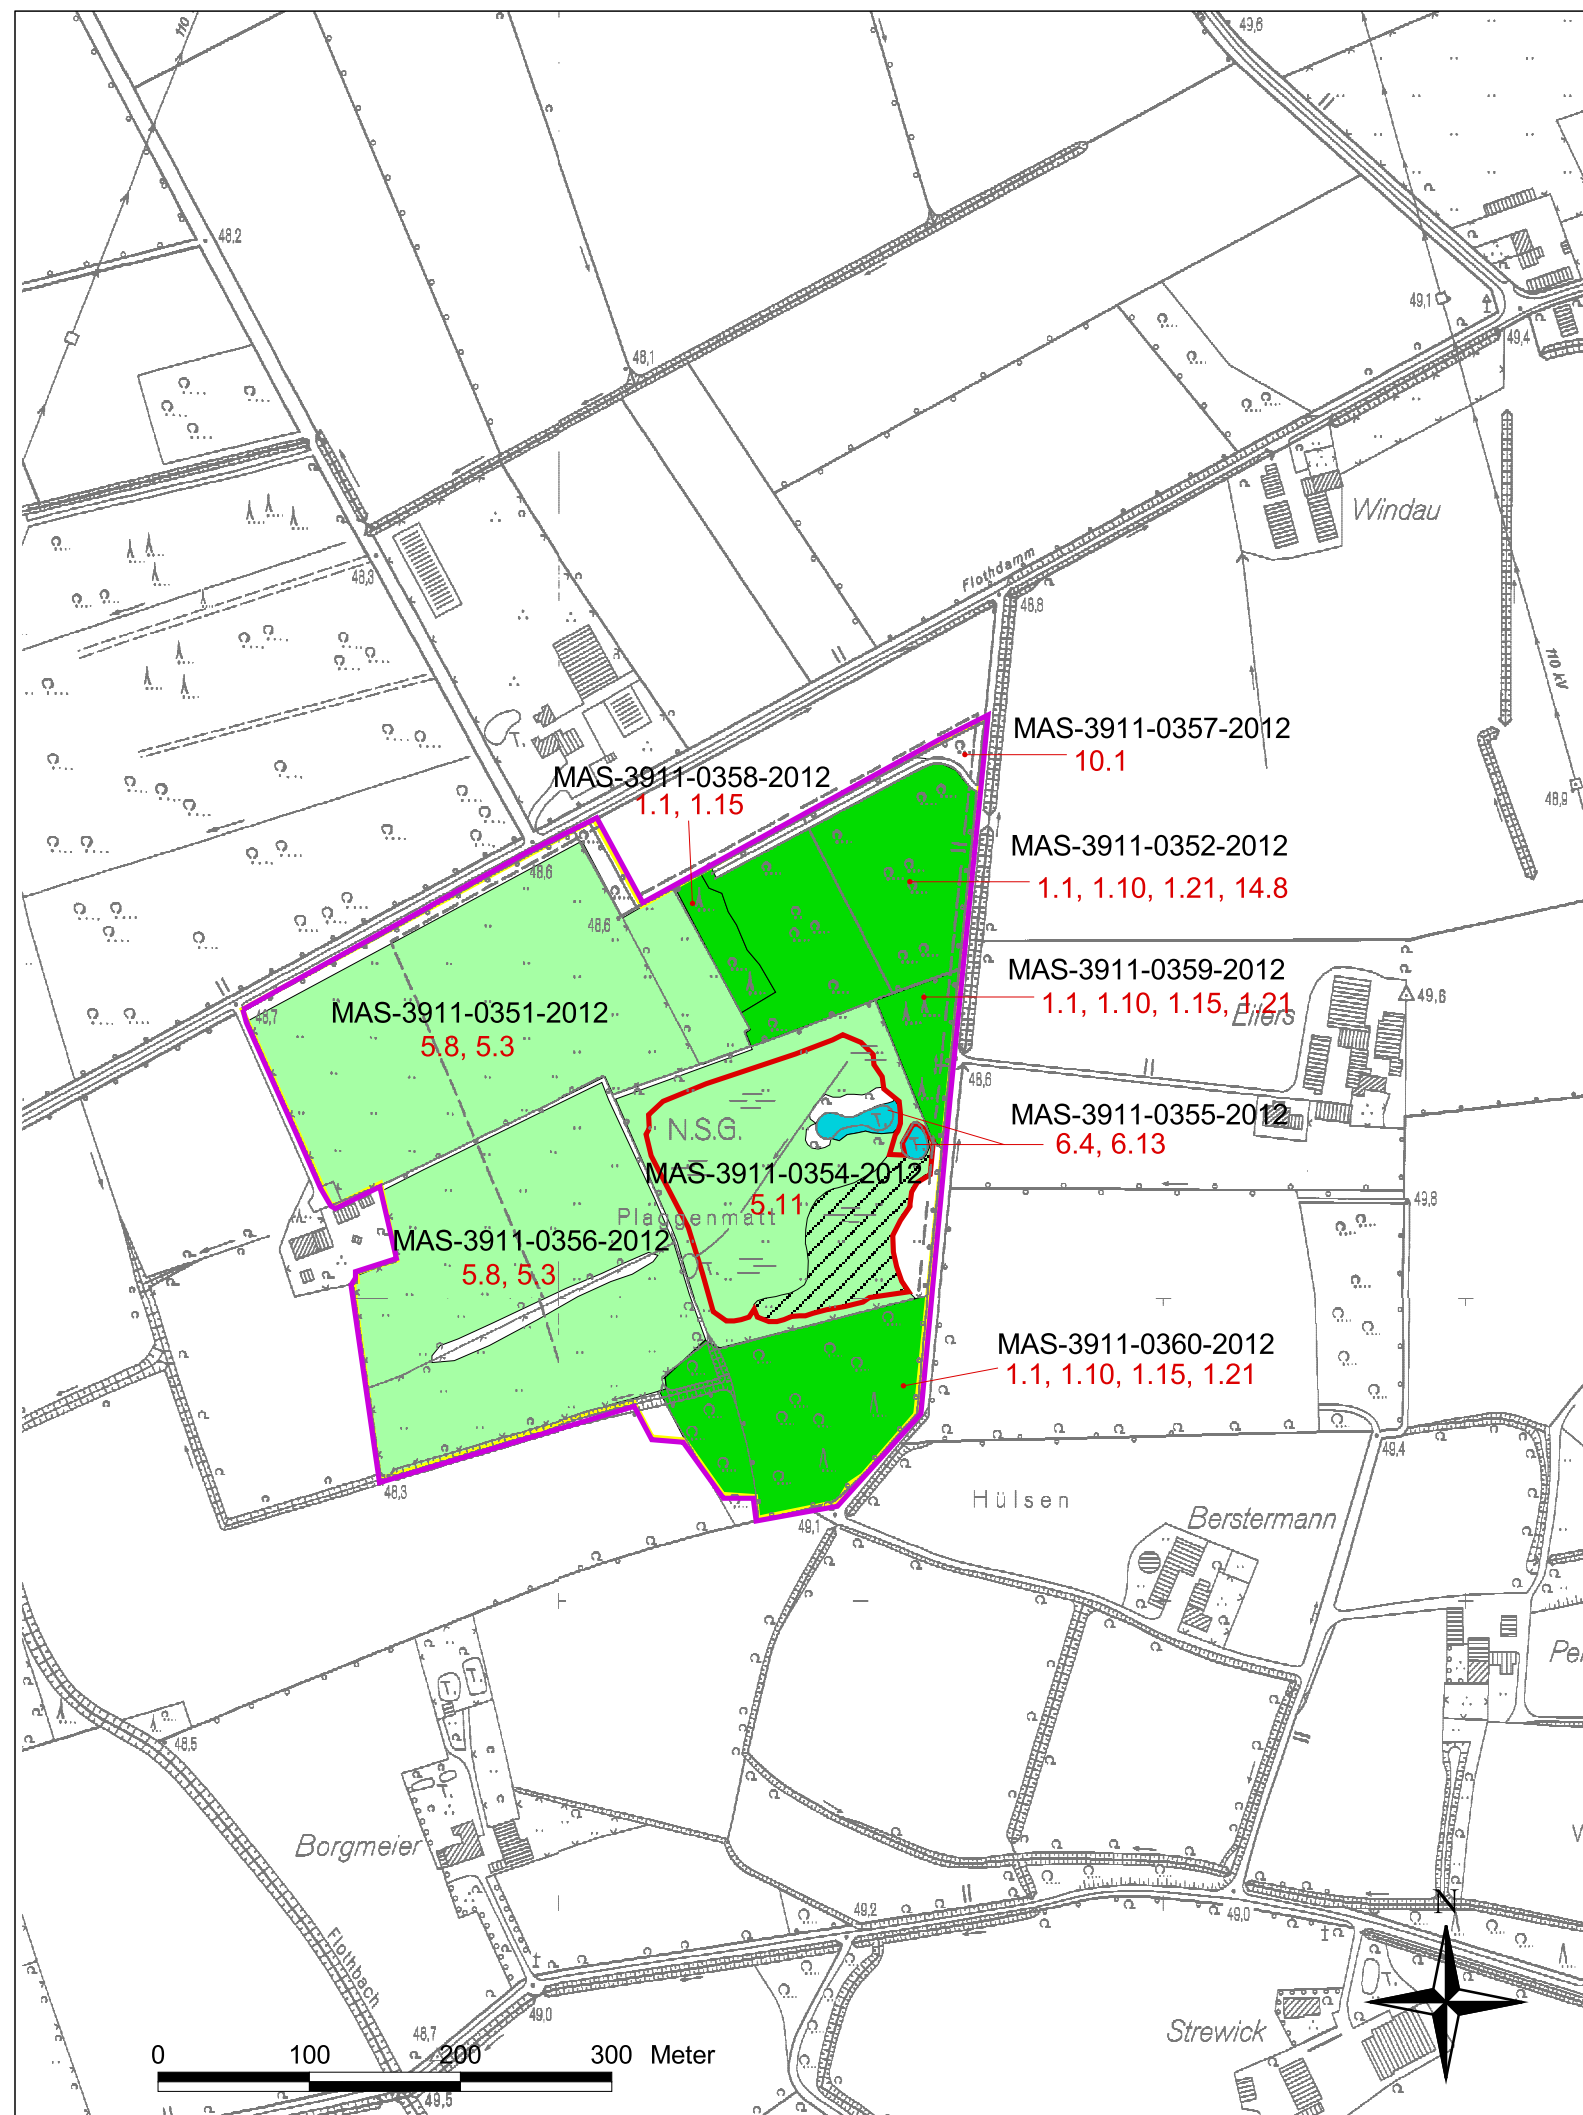 110
49,6
48,2
48,1
49,1
49,4
Windau
48,3
Flothdamm
48,8
110 kV
T.
MAS-3911-0357-2012
10.1
MAS-3911-0358-2012
1.1, 1.15
48,9
MAS-3911-0352-2012
1.1, 1.10, 1.21, 14.8
48,6
48,6
MAS-3911-0359-2012
1.1, 1.10, 1.15, 1.21
49,6
Eilers
MAS-3911-0351-2012
5.8, 5.3
48,7
48,6
MAS-3911-0355-2012
6.4, 6.13
N.S.G.
T.
T.
MAS-3911-0354-2012
5.11
Plaggenmatt
49,8
MAS-3911-0356-2012
5.8, 5.3
T.
MAS-3911-0360-2012
1.1, 1.10, 1.15, 1.21
49,4
48,3
Hülsen
49,1
Berstermann
T.
T.
48,5
T.
Borgmeier
N
49,2
49,0
Flothbach
T.
49,0
48,7
Strewick
0 100 200 300 Meter
49,5